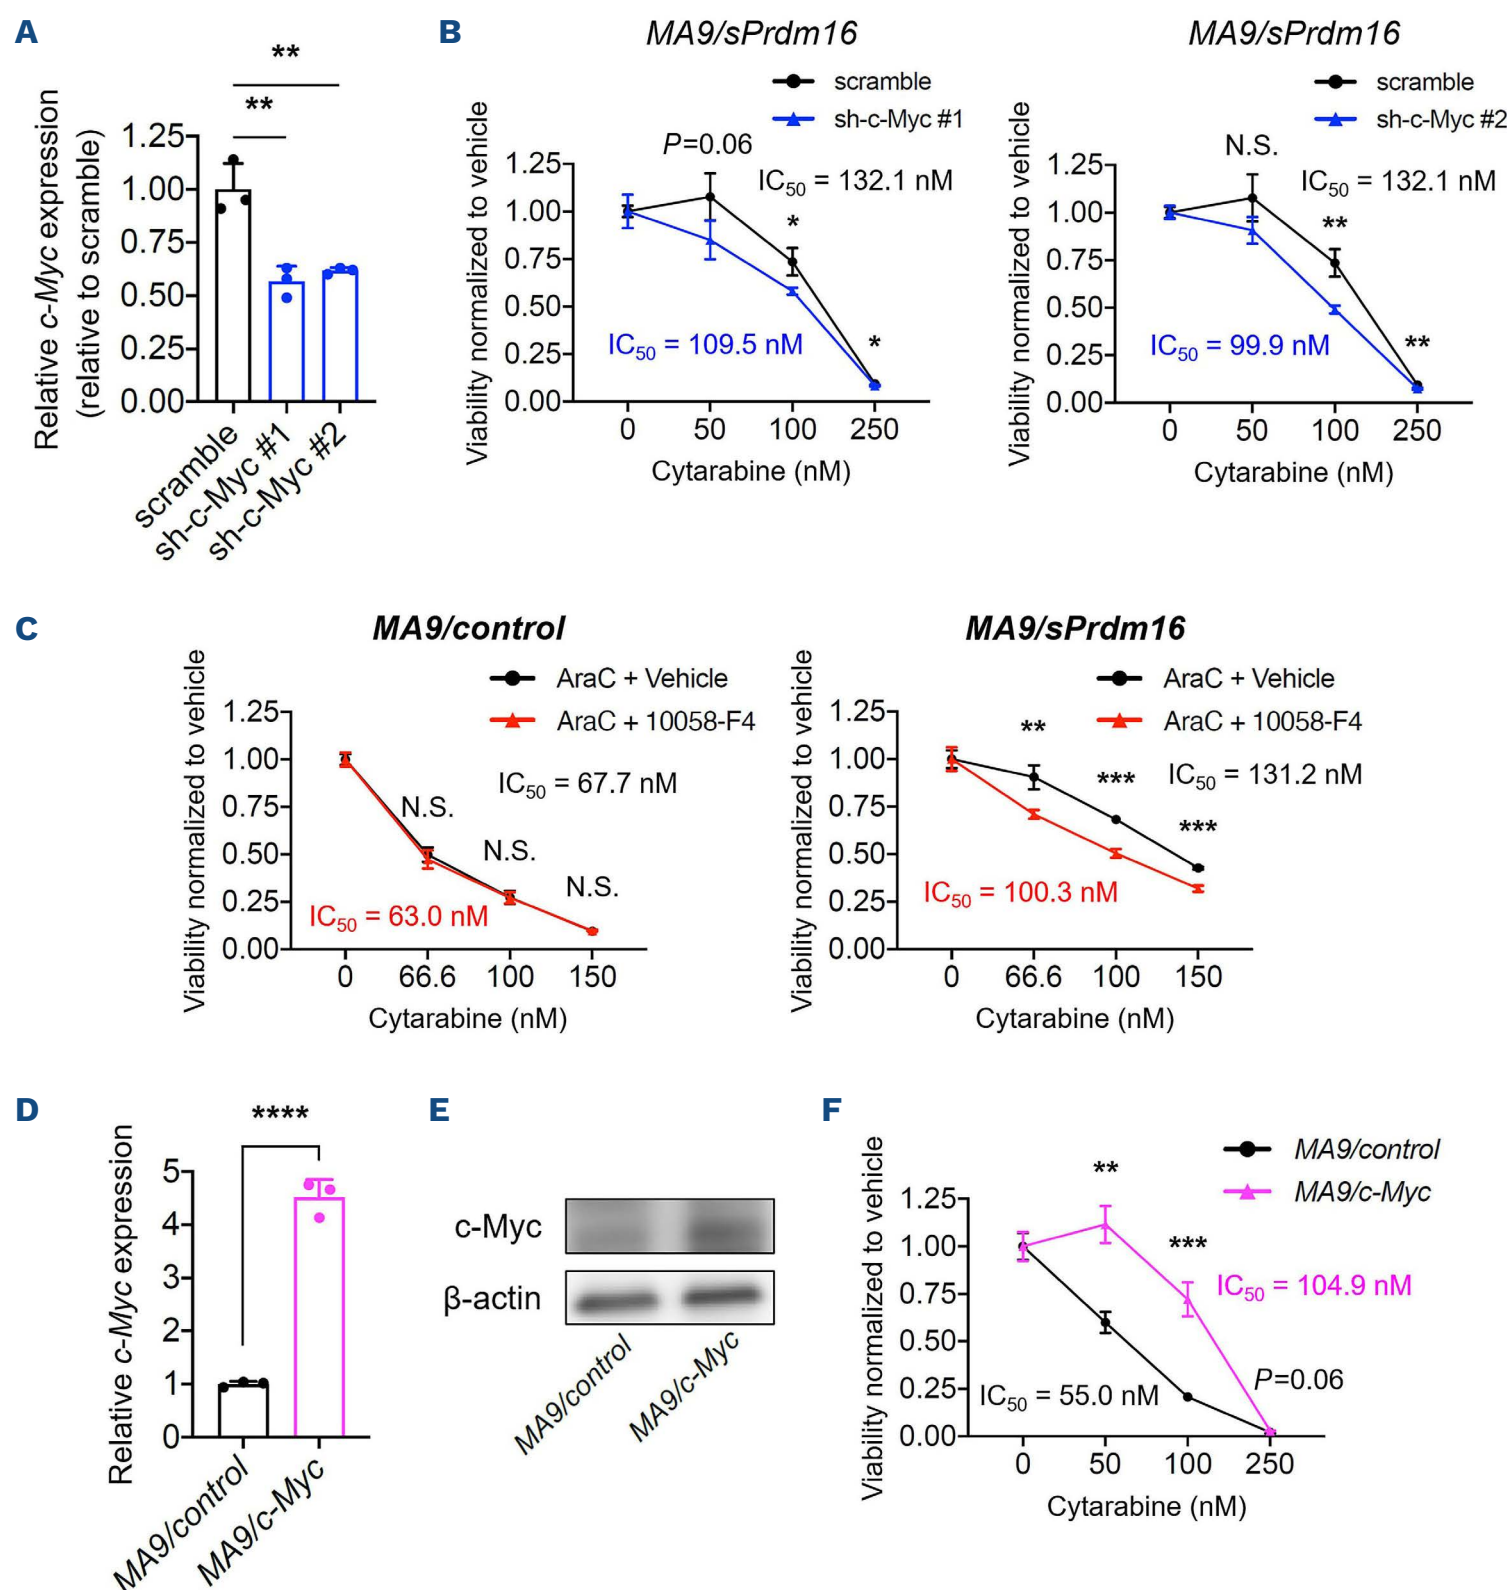 A
**
**
Relative c-Myc expression
(relative to scramble)
1.25
1.00
0.75
0.50
0.25
0.00
scramble
sh-c-Myc #1
sh-c-Myc #2
B
MA9/sPrdm16
scramble
sh-c-Myc #1
P=0.06
IC50 = 132.1 nM
*
*
IC50 = 109.5 nM
Viability normalized to vehicle
1.25
1.00
0.75
0.50
0.25
0.00
0 50 100 250
Cytarabine (nM)
MA9/sPrdm16
scramble
sh-c-Myc #2
N.S.
IC50 = 132.1 nM
**
**
IC50 = 99.9 nM
Viability normalized to vehicle
1.25
1.00
0.75
0.50
0.25
0.00
0 50 100 250
Cytarabine (nM)
C
MA9/control
AraC + Vehicle
AraC + 10058-F4
IC50 = 67.7 nM
N.S.
N.S.
N.S.
IC50 = 63.0 nM
Viability normalized to vehicle
1.25
1.00
0.75
0.50
0.25
0.00
0 66.6 100 150
Cytarabine (nM)
MA9/sPrdm16
AraC + Vehicle
AraC + 10058-F4
**
***
IC50 = 131.2 nM
***
IC50 = 100.3 nM
Viability normalized to vehicle
1.25
1.00
0.75
0.50
0.25
0.00
0 66.6 100 150
Cytarabine (nM)
D
****
Relative c-Myc expression
5
4
3
2
1
0
MA9/control
MA9/c-Myc
E
c-Myc
β-actin
MA9/control
MA9/c-Myc
F
MA9/control
MA9/c-Myc
**
***
IC50 = 104.9 nM
P=0.06
IC50 = 55.0 nM
Viability normalized to vehicle
1.25
1.00
0.75
0.50
0.25
0.00
0 50 100 250
Cytarabine (nM)